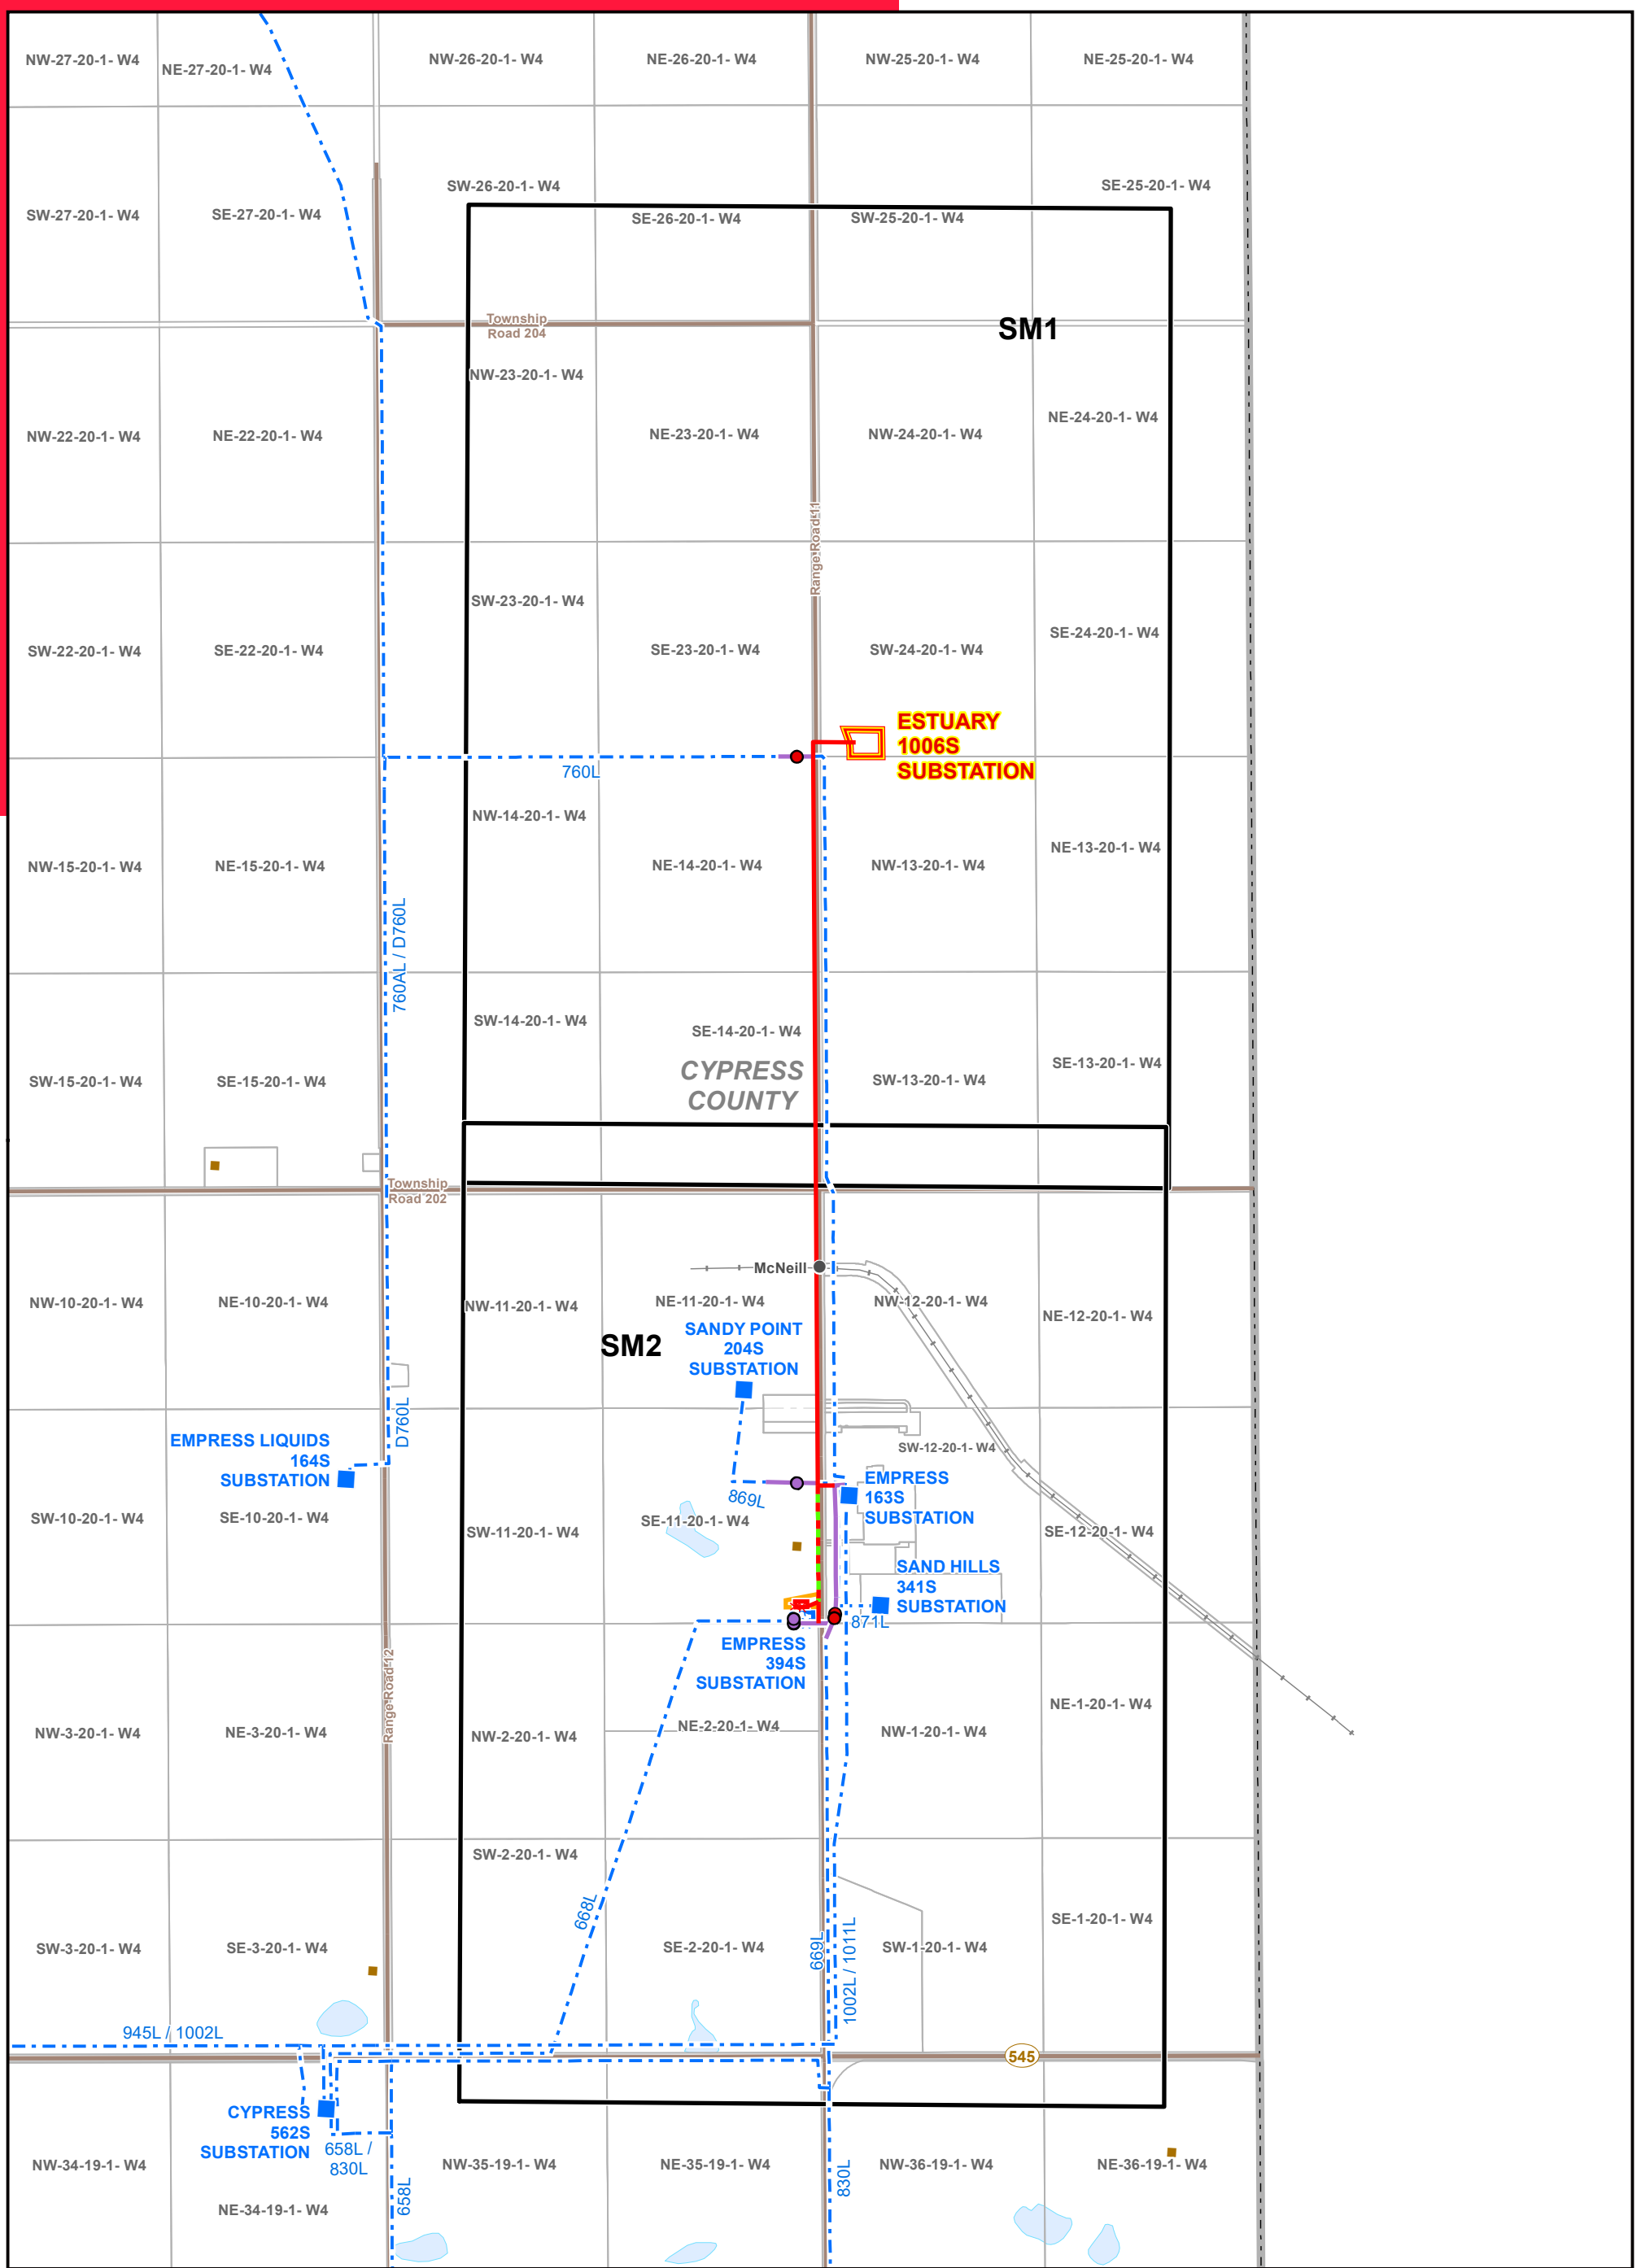 NW-27-20-1- W4
NE-27-20-1- W4
NW-26-20-1- W4
NE-26-20-1- W4
NW-25-20-1- W4
NE-25-20-1- W4
SW-27-20-1- W4
SE-27-20-1- W4
SW-26-20-1- W4
SE-26-20-1- W4
SW-25-20-1- W4
SE-25-20-1- W4
Township
Road 204
SM1
NW-22-20-1- W4
NE-22-20-1- W4
NW-23-20-1- W4
NE-23-20-1- W4
NW-24-20-1- W4
NE-24-20-1- W4
Range Road 11
SW-22-20-1- W4
SE-22-20-1- W4
SW-23-20-1- W4
SE-23-20-1- W4
SW-24-20-1- W4
SE-24-20-1- W4
ESTUARY
1006S
SUBSTATION
760L
NW-15-20-1- W4
NE-15-20-1- W4
NW-14-20-1- W4
NE-14-20-1- W4
NW-13-20-1- W4
NE-13-20-1- W4
760AL / D760L
SW-15-20-1- W4
SE-15-20-1- W4
SW-14-20-1- W4
SE-14-20-1- W4
SW-13-20-1- W4
SE-13-20-1- W4
CYPRESS
COUNTY
Township
Road 202
McNeill
NW-10-20-1- W4
NE-10-20-1- W4
NW-11-20-1- W4
NE-11-20-1- W4
NW-12-20-1- W4
NE-12-20-1- W4
SM2
SANDY POINT
204S
SUBSTATION
D760L
EMPRESS LIQUIDS
164S
SUBSTATION
SW-12-20-1- W4
EMPRESS
163S
SUBSTATION
869L
SW-10-20-1- W4
SE-10-20-1- W4
SW-11-20-1- W4
SE-11-20-1- W4
SE-12-20-1- W4
SAND HILLS
341S
SUBSTATION
871L
EMPRESS
394S
SUBSTATION
Range Road 12
NW-3-20-1- W4
NE-3-20-1- W4
NW-2-20-1- W4
NE-2-20-1- W4
NW-1-20-1- W4
NE-1-20-1- W4
SW-2-20-1- W4
668L
669L
1002L / 1011L
SW-3-20-1- W4
SE-3-20-1- W4
SE-2-20-1- W4
SW-1-20-1- W4
SE-1-20-1- W4
945L / 1002L
545
CYPRESS
562S
SUBSTATION
658L /
830L
658L
830L
NW-34-19-1- W4
NE-34-19-1- W4
NW-35-19-1- W4
NE-35-19-1- W4
NW-36-19-1- W4
NE-36-19-1- W4